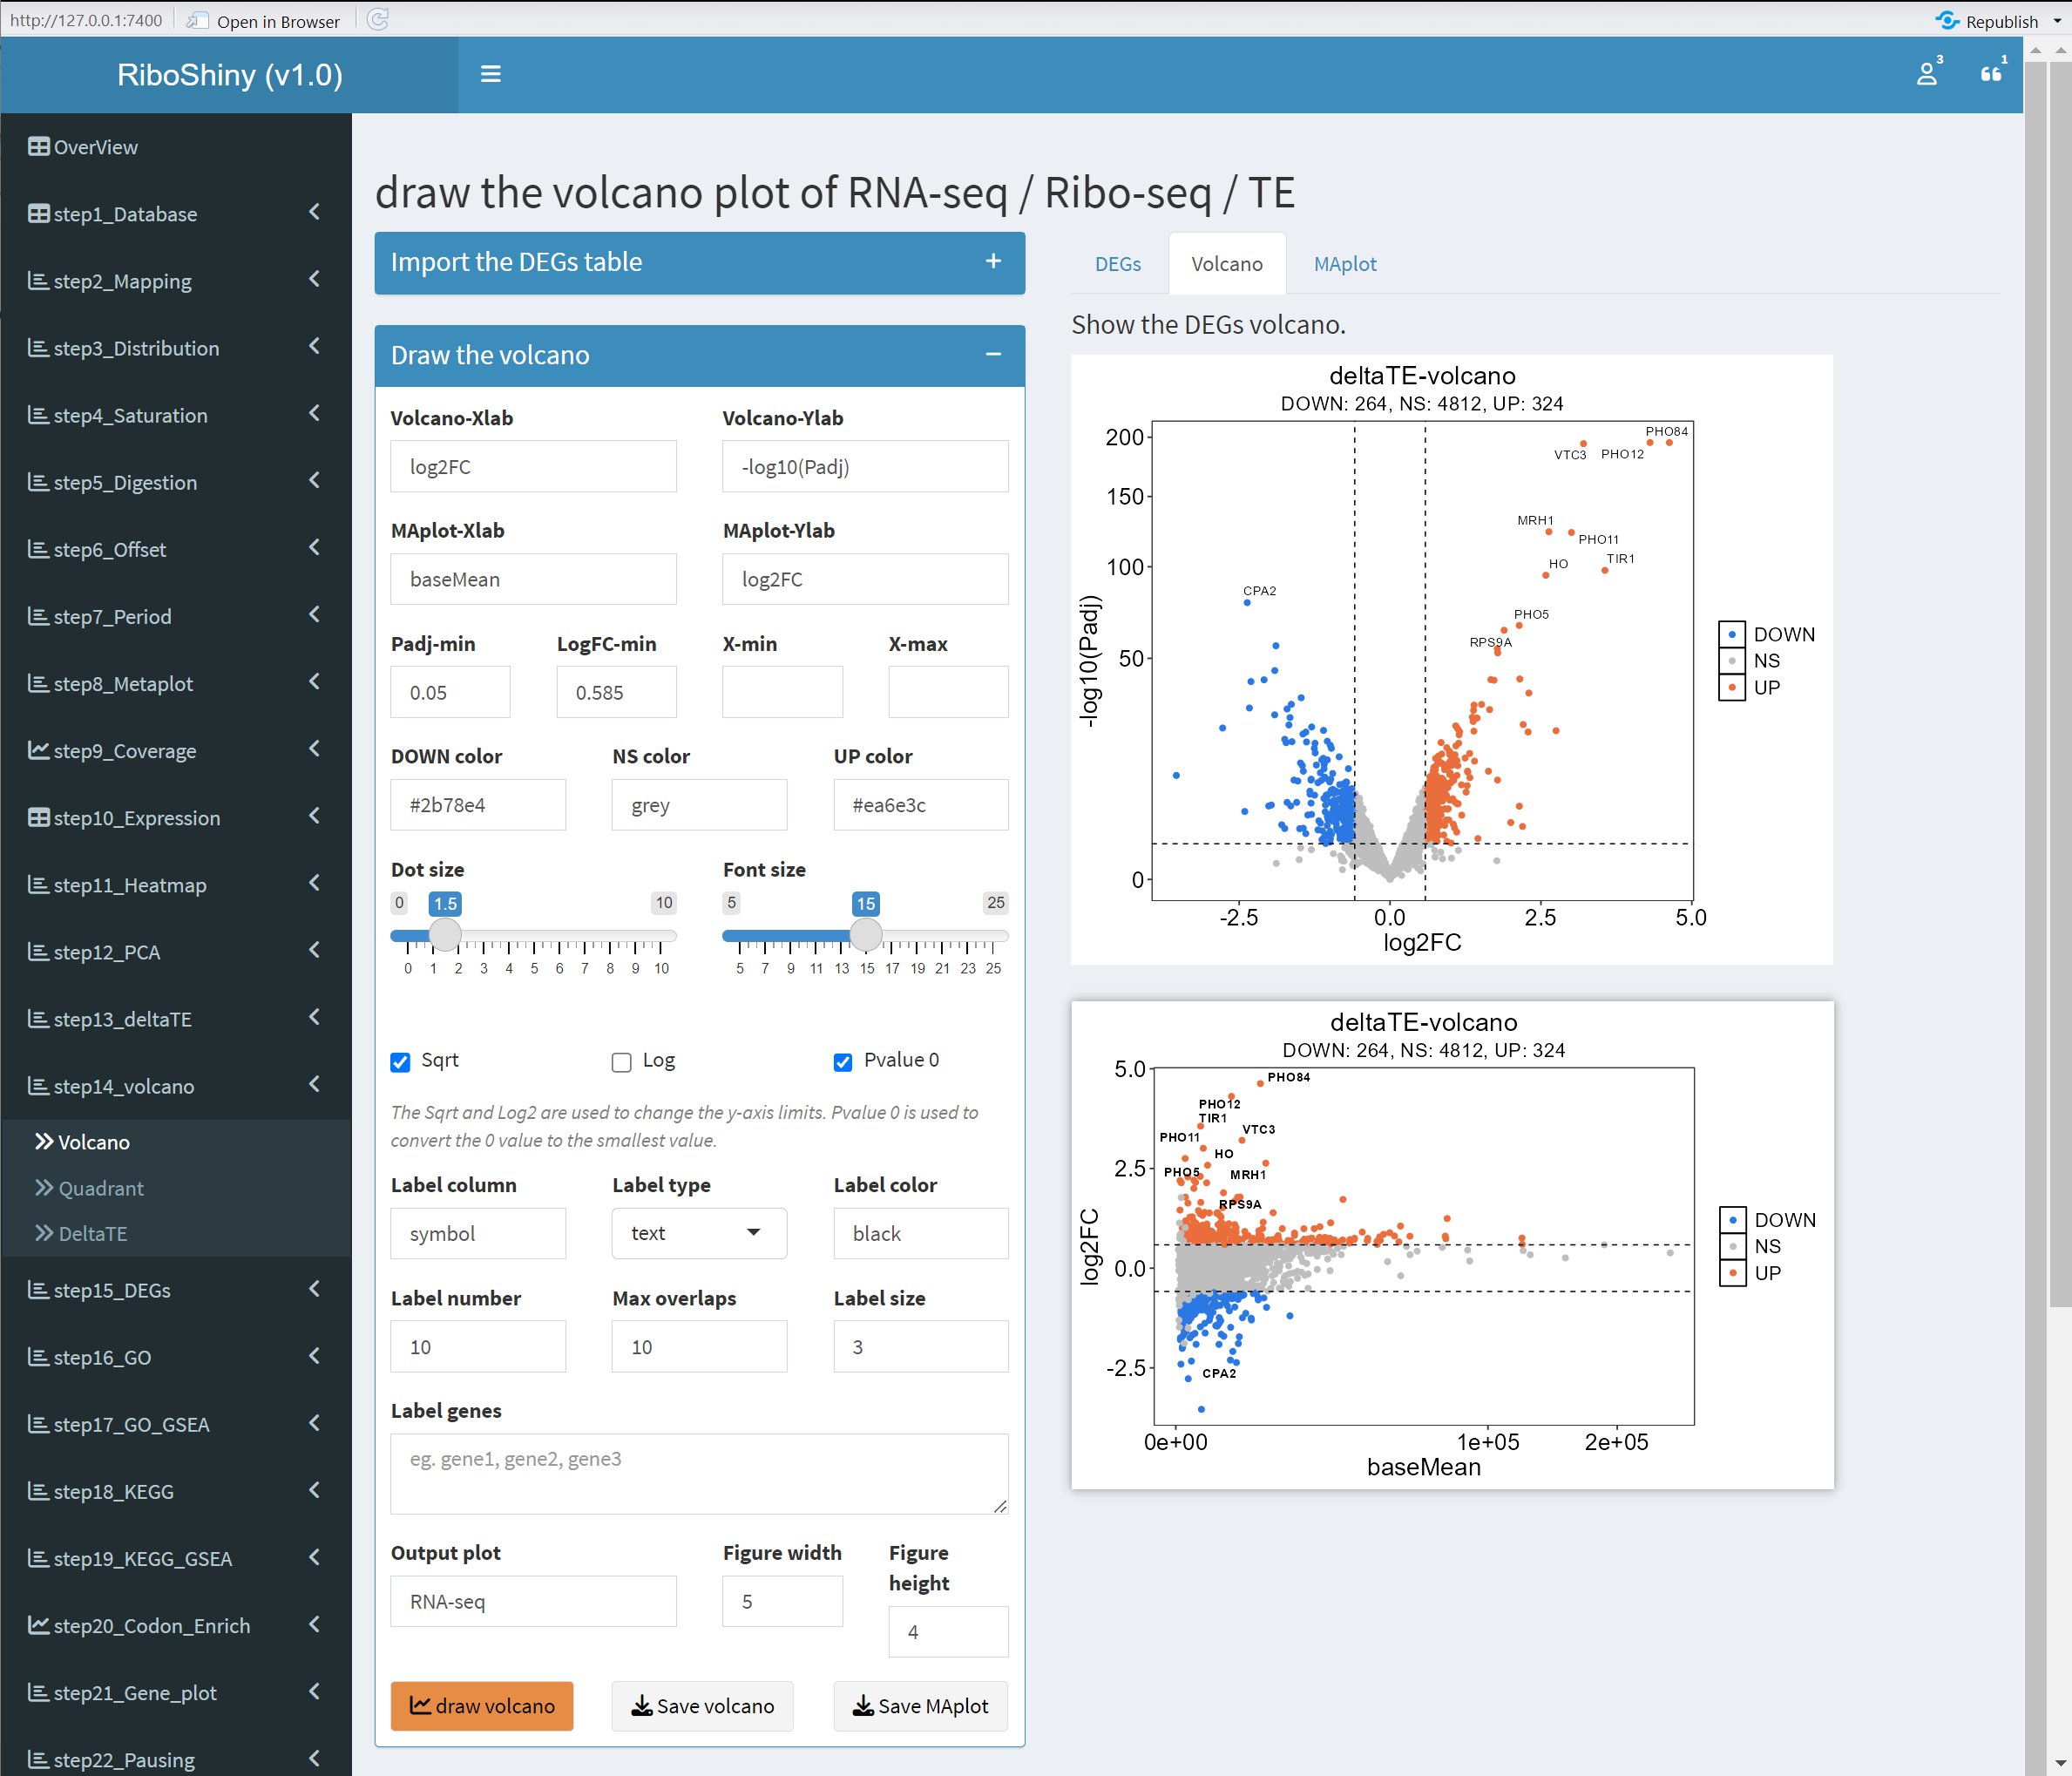 http://127.0.0.1:7400
Open in Browser
Republish
RiboShiny (v1.0)
3
1
OverView
step1_Database
step2_Mapping
step3_Distribution
step4_Saturation
step5_Digestion
step6_Offset
step7_Period
step8_Metaplot
step9_Coverage
step10_Expression
step11_Heatmap
step12_PCA
step13_deltaTE
step14_volcano
Volcano
Quadrant
DeltaTE
step15_DEGs
step16_GO
step17_GO_GSEA
step18_KEGG
step19_KEGG_GSEA
step20_Codon_Enrich
step21_Gene_plot
step22_Pausing
draw the volcano plot of RNA-seq / Ribo-seq / TE
Import the DEGs table
Draw the volcano
Volcano-Xlab Volcano-Ylab
log2FC -log10(Padj)
MAplot-Xlab MAplot-Ylab
baseMean log2FC
Padj-min LogFC-min X-min X-max
0.05 0.585
DOWN color NS color UP color
#2b78e4 grey #ea6e3c
Dot size Font size
0 1.5 10 5 15 25
0 1 2 3 4 5 6 7 8 9 10 5 7 9 11 13 15 17 19 21 23 25
Sqrt Log Pvalue 0
The Sqrt and Log2 are used to change the y-axis limits. Pvalue 0 is used to
convert the 0 value to the smallest value.
Label column Label type Label color
symbol text black
Label number Max overlaps Label size
10 10 3
Label genes
eg. gene1, gene2, gene3
Output plot Figure width Figure
height
RNA-seq 5
4
draw volcano Save volcano Save MAplot
DEGs Volcano MAplot
Show the DEGs volcano.
deltaTE-volcano
DOWN: 264, NS: 4812, UP: 324
200
150
100
50
0
-log10(Padj)
PHO84
VTC3 PHO12
MRH1
PHO11
HO TIR1
CPA2
PHO5
RPS9A
-2.5 0.0 2.5 5.0
log2FC
DOWN
NS
UP
deltaTE-volcano
DOWN: 264, NS: 4812, UP: 324
5.0
2.5
0.0
-2.5
log2FC
PHO84
PHO12
TIR1
PHO11 VTC3
HO
PHO5 MRH1
RPS9A
CPA2
0e+00 1e+05 2e+05
baseMean
DOWN
NS
UP